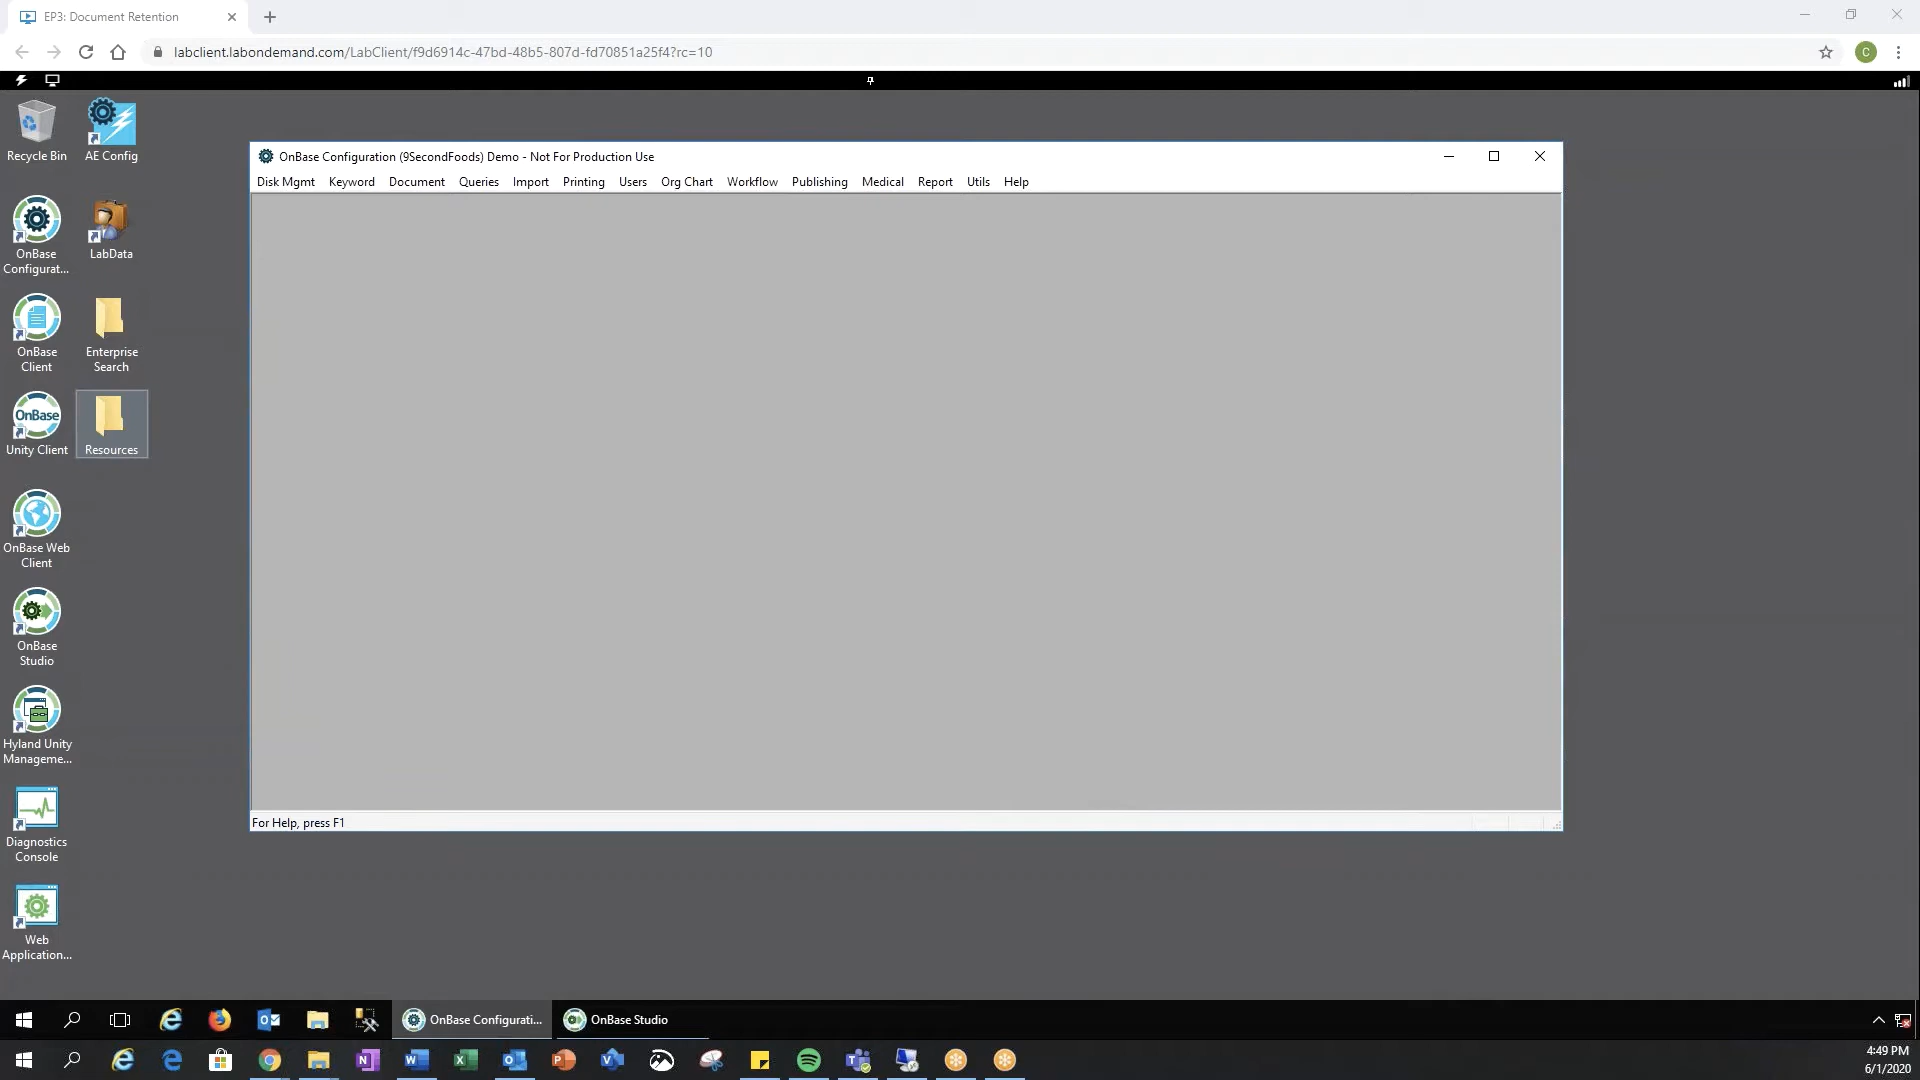 EP3: Document Retention
labclient.labondemand.com/LabClient/f9d6914c-47bd-48b5-807d-fd70851a25f4?rc=10
C
Recycle Bin
AE Config
OnBase Configuration (9SecondFoods) Demo - Not For Production Use
Disk Mgmt Keyword Document Queries Import Printing Users Org Chart Workflow Publishing Medical Report Utils Help
OnBase
Configurat...
LabData
OnBase
Client
Enterprise
Search
OnBase
Unity Client
Resources
OnBase Web
Client
OnBase
Studio
Hyland Unity
Manageme...
For Help, press F1
Diagnostics
Console
Web
Application...
OnBase Configurati...
OnBase Studio
4:49 PM
6/1/2020